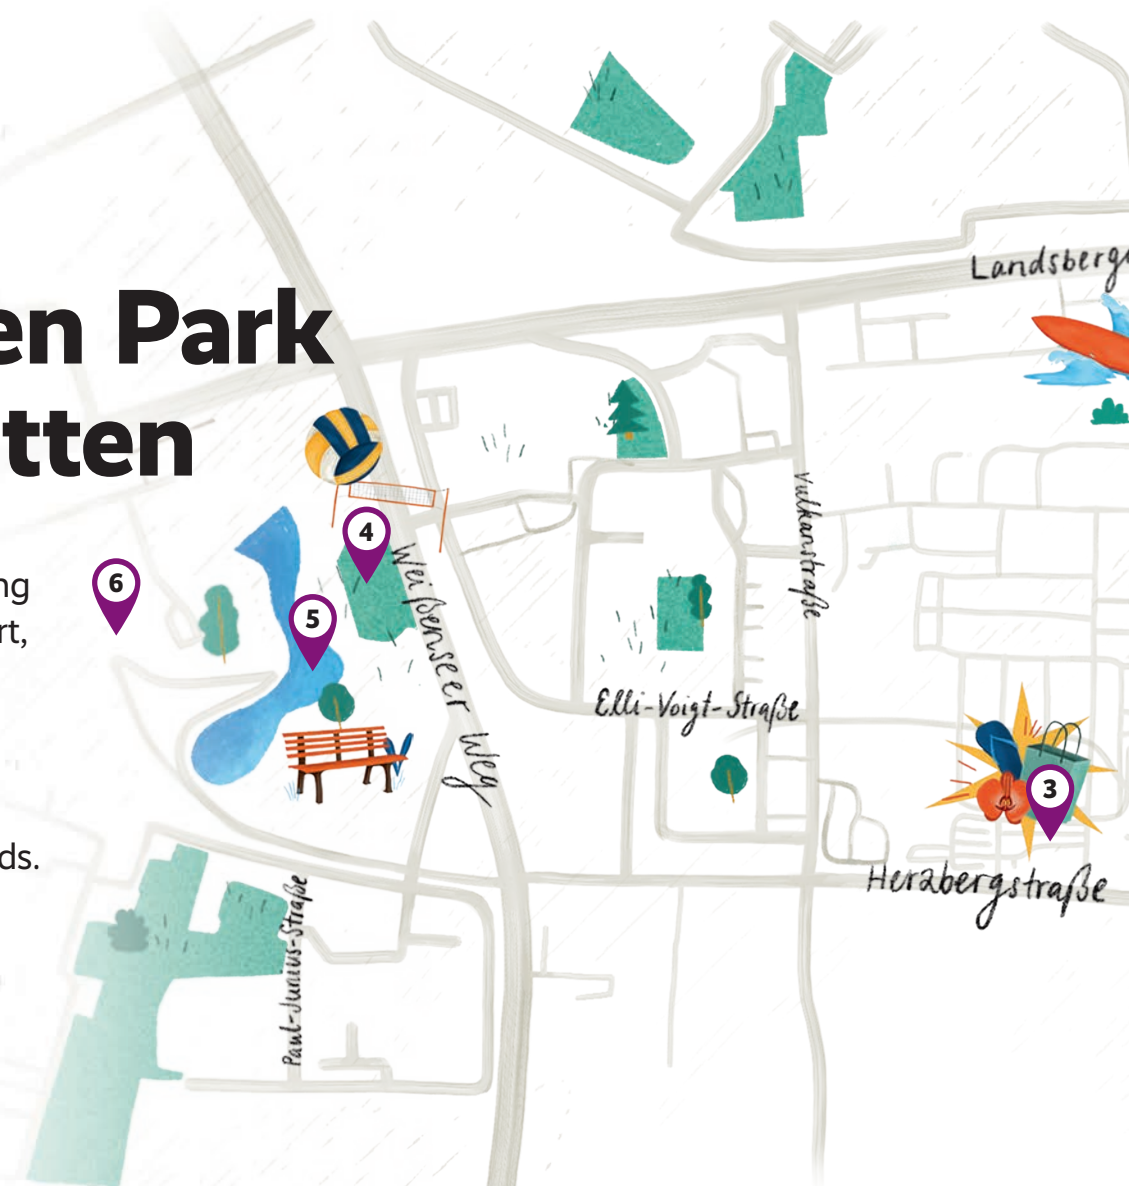 en Park
tten
ng
rt,
ds.
6
5
4
3
Landsberg
Weißenseer Weg
Vulkanstraße
Elli-Voigt-Straße
Herzbergstraße
Paul-Junius-Straße